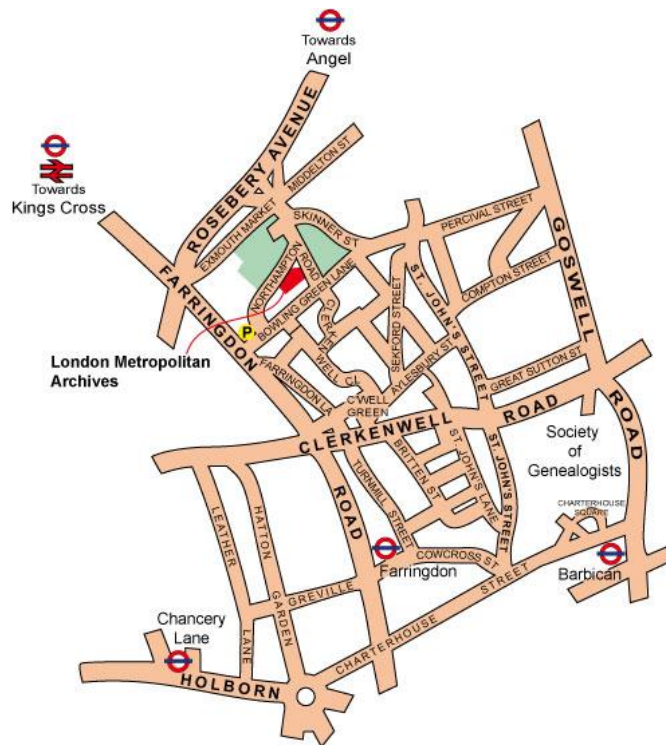 Towards
Angel
Towards
Kings Cross
ROSEBERY AVENUE
MIDDELTON ST
EXMOUTH MARKET
SKINNER ST
PERCIVAL STREET
GOSWELL
ROAD
FARRINGDON
ROAD
NORTHAMPTON
ROAD
BOWLING GREEN LANE
P
CLERKEN
WELL CL
ST. JOHN'S STREET
SEKFORD STREET
COMPTON STREET
London Metropolitan
Archives
FARRINGDON LA
AYLESBURY ST
GREAT SUTTON ST
C'WELL
GREEN
CLERKENWELL
ROAD
Society
of
Genealogists
BRITTEN ST
ST. JOHN'S LANE
ST. JOHN'S STREET
TURNMILL STREET
LEATHER
LANE
HATTON
GARDEN
CHARTERHOUSE
SQUARE
COWCROSS ST
Farringdon
Barbican
GREVILLE
CHARTERHOUSE STREET
Chancery
Lane
HOLBORN